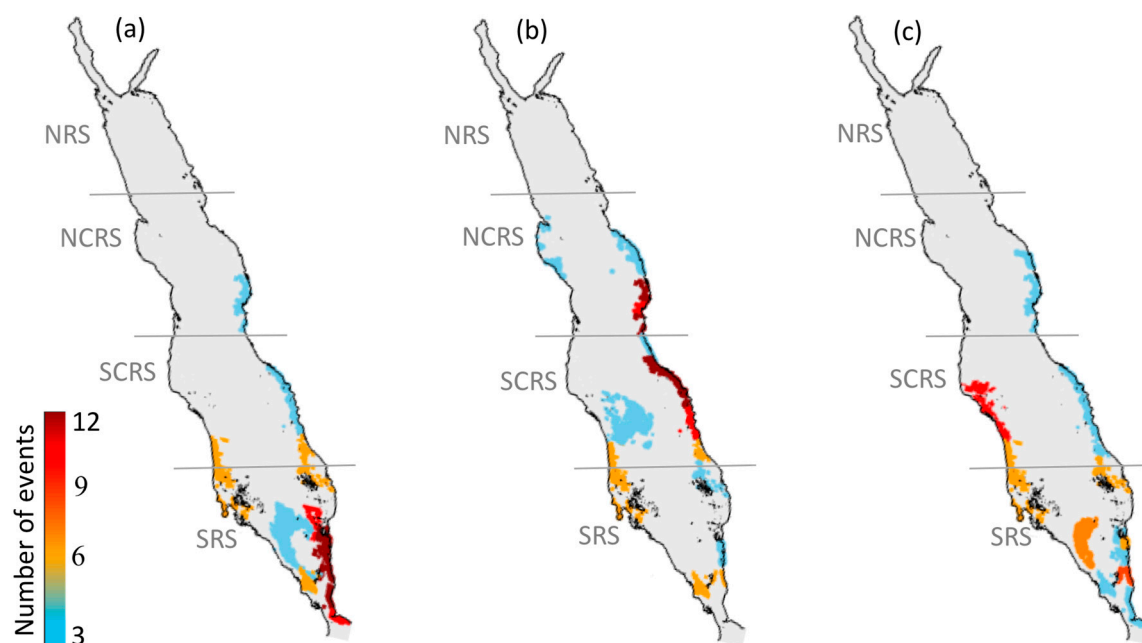 (a) (b) (c)
NRS NRS NRS
NCRS NCRS NCRS
SCRS SCRS SCRS
SRS SRS SRS
Number of events
12
9
6
3